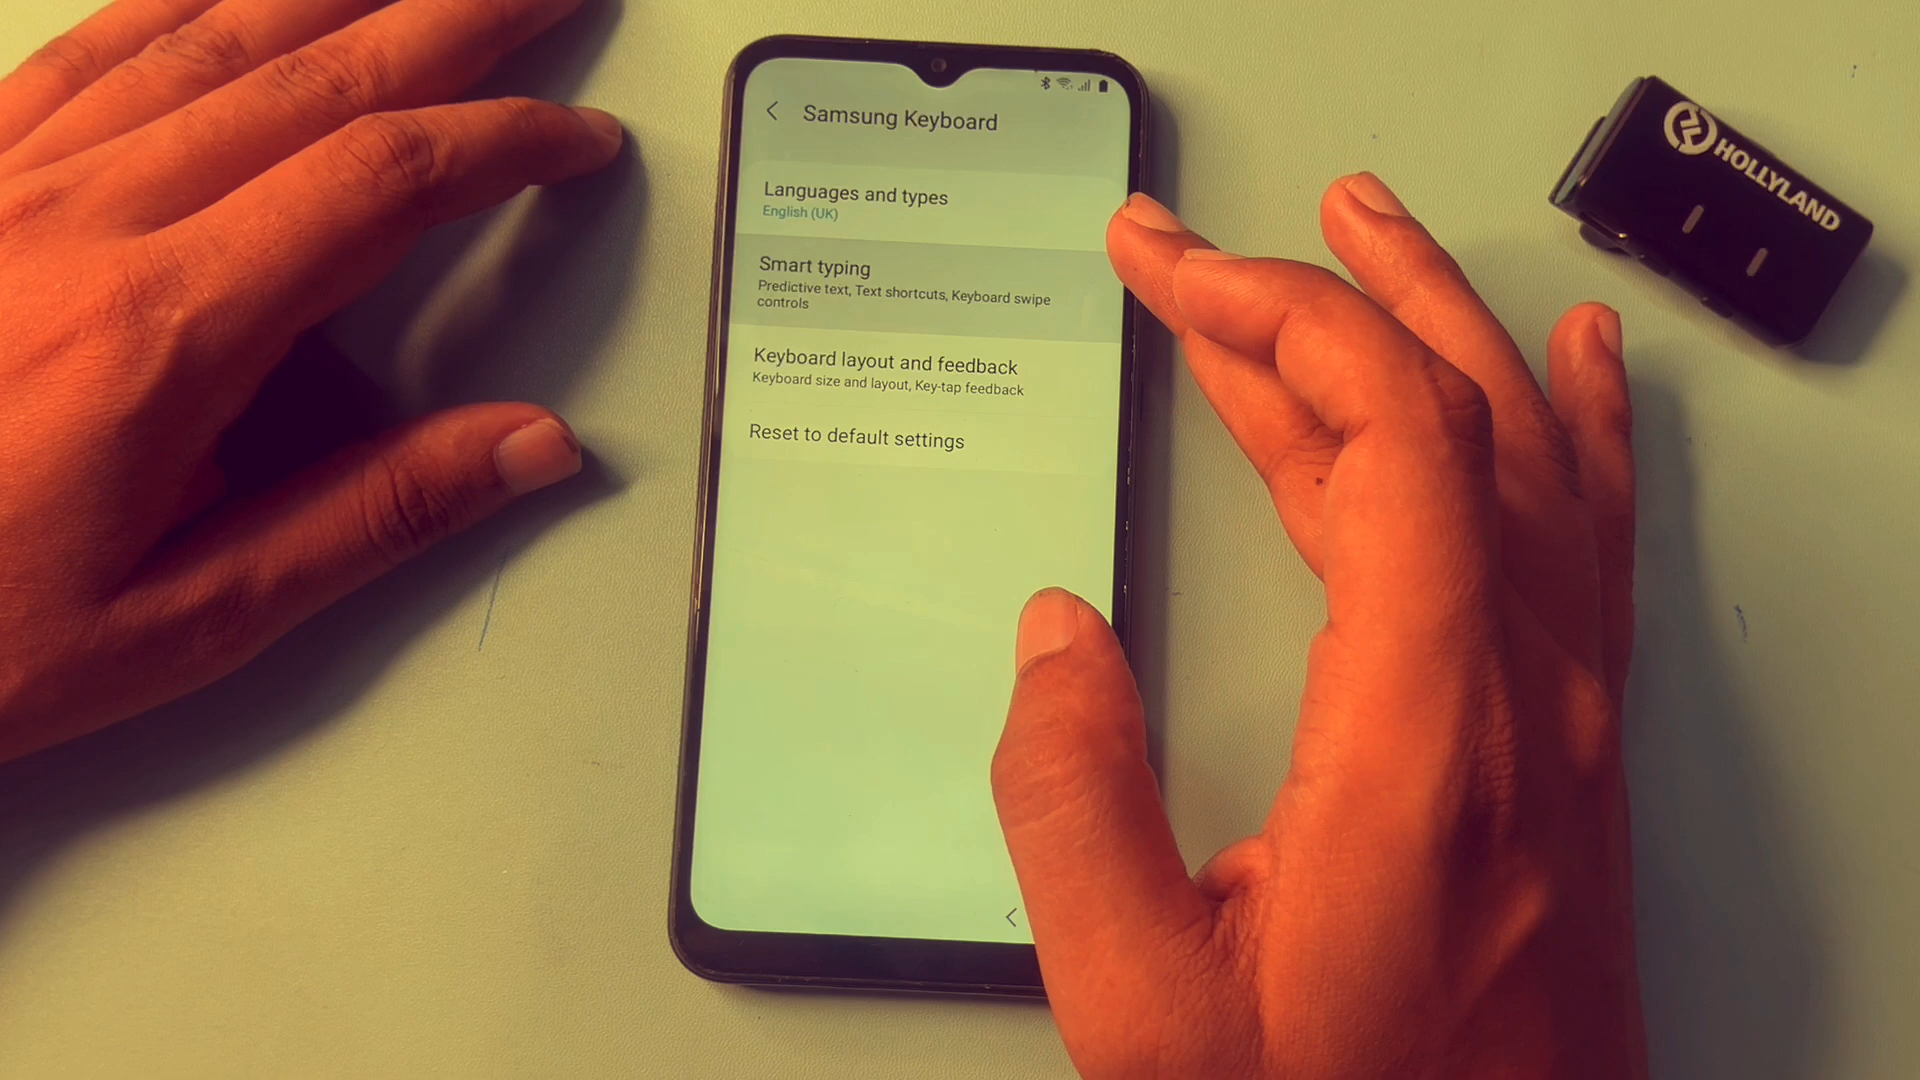 Samsung Keyboard
Languages and types
English (UK)
Smart typing
Predictive text, Text shortcuts, Keyboard swipe
controls
Keyboard layout and feedback
Keyboard size and layout, Key-tap feedback
Reset to default settings
HOLLYLAND